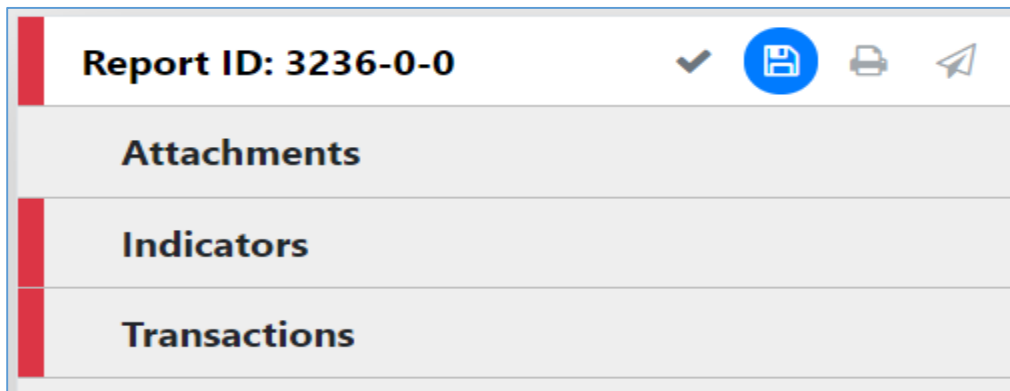 Report ID: 3236-0-0
Attachments
Indicators
Transactions